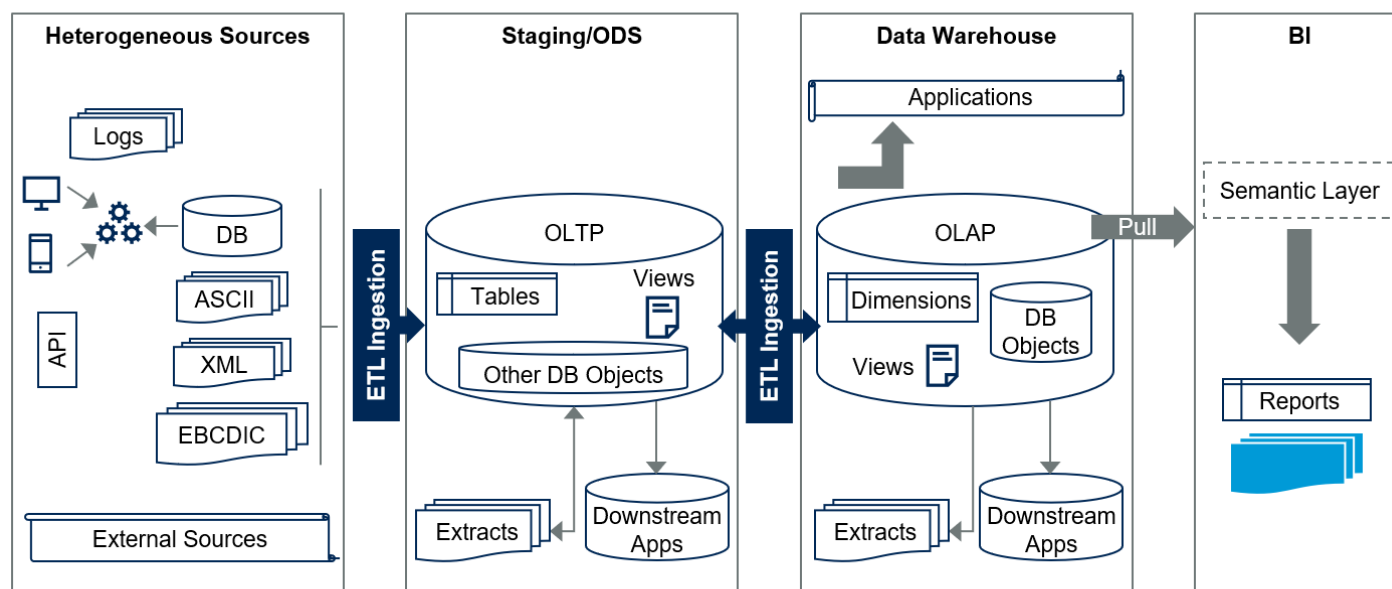 Heterogeneous Sources
Logs
DB
ASCII
API
XML
EBCDIC
External Sources
ETL Ingestion
Staging/ODS
OLTP
Views
Tables
Other DB Objects
Extracts
Downstream
Apps
ETL Ingestion
Data Warehouse
Applications
OLAP
Dimensions
DB
Objects
Views
Extracts
Downstream
Apps
Pull
BI
Semantic Layer
Reports